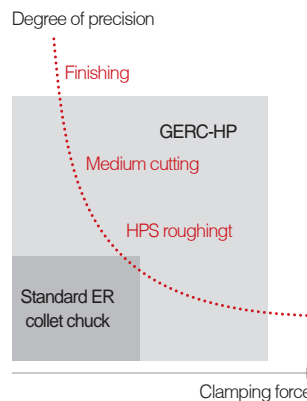 Degree of precision
Finishing
GERC-HP
Medium cutting
HPS roughingt
Standard ER
collet chuck
Clamping force